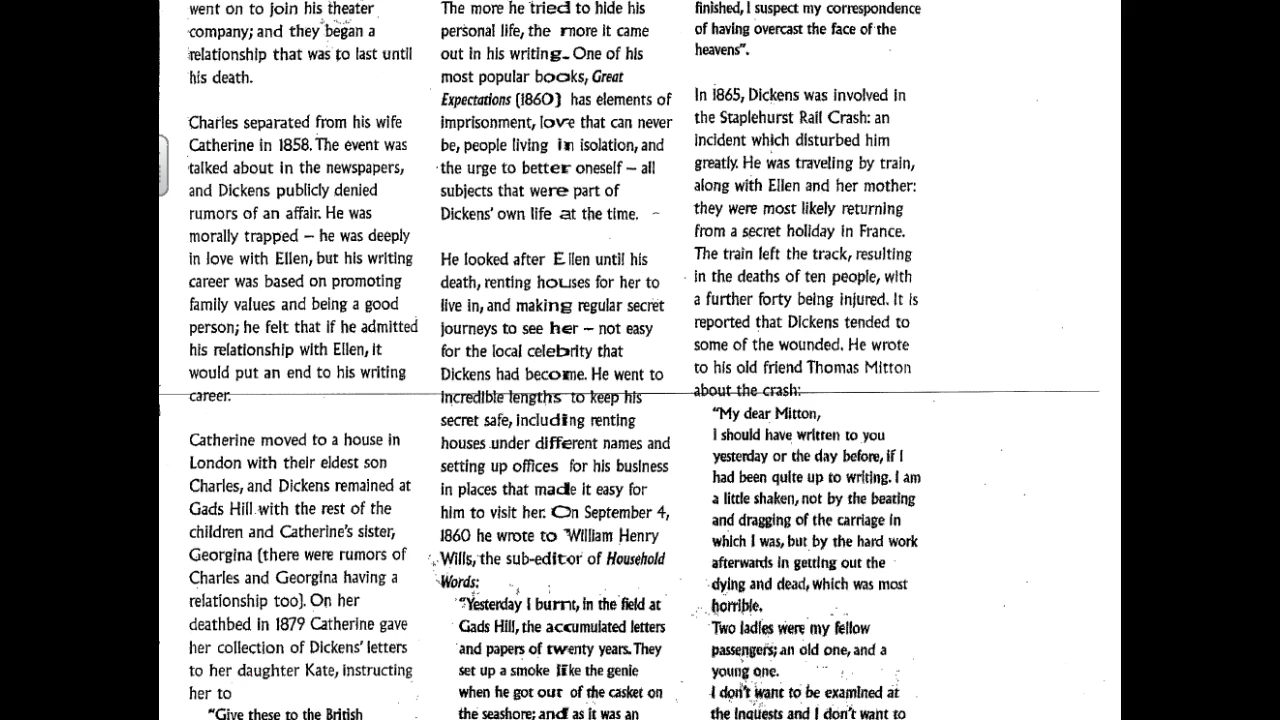 went on to join his theater
company; and they began a
relationship that was to last until
his death.
Charles separated from his wife
Catherine in 1858. The event was
talked about in the newspapers,
and Dickens publicly denied
rumors of an affair. He was
morally trapped – he was deeply
in love with Ellen, but his writing
career was based on promoting
family values and being a good
person; he felt that if he admitted
his relationship with Ellen, it
would put an end to his writing
career.
Catherine moved to a house in
London with their eldest son
Charles, and Dickens remained at
Gads Hill with the rest of the
children and Catherine's sister,
Georgina (there were rumors of
Charles and Georgina having a
relationship too). On her
deathbed in 1879 Catherine gave
her collection of Dickens' letters
to her daughter Kate, instructing
her to
"Give these to the British
The more he tried to hide his
personal life, the more it came
out in his writing. One of his
most popular books, Great
Expectations (1860) has elements of
imprisonment, love that can never
be, people living in isolation, and
the urge to better oneself – all
subjects that were part of
Dickens' own life at the time.
He looked after Ellen until his
death, renting houses for her to
live in, and making regular secret
journeys to see her – not easy
for the local celebrity that
Dickens had become. He went to
incredible lengths to keep his
secret safe, including renting
houses under different names and
setting up offices for his business
in places that made it easy for
him to visit her. On September 4,
1860 he wrote to William Henry
Wills, the sub-editor of Household
Words:
"Yesterday I burnt, in the field at
Gads Hill, the accumulated letters
and papers of twenty years. They
set up a smoke like the genie
when he got out of the casket on
the seashore; and as it was an
finished, I suspect my correspondence
of having overcast the face of the
heavens".
In 1865, Dickens was involved in
the Staplehurst Rail Crash: an
incident which disturbed him
greatly. He was traveling by train,
along with Ellen and her mother:
they were most likely returning
from a secret holiday in France.
The train left the track, resulting
in the deaths of ten people, with
a further forty being injured. It is
reported that Dickens tended to
some of the wounded. He wrote
to his old friend Thomas Mitton
about the crash:
"My dear Mitton,
I should have written to you
yesterday or the day before, if I
had been quite up to writing. I am
a little shaken, not by the beating
and dragging of the carriage in
which I was, but by the hard work
afterwards in getting out the
dying and dead, which was most
horrible.
Two ladies were my fellow
passengers; an old one, and a
young one.
I don't want to be examined at
the inquests and I don't want to